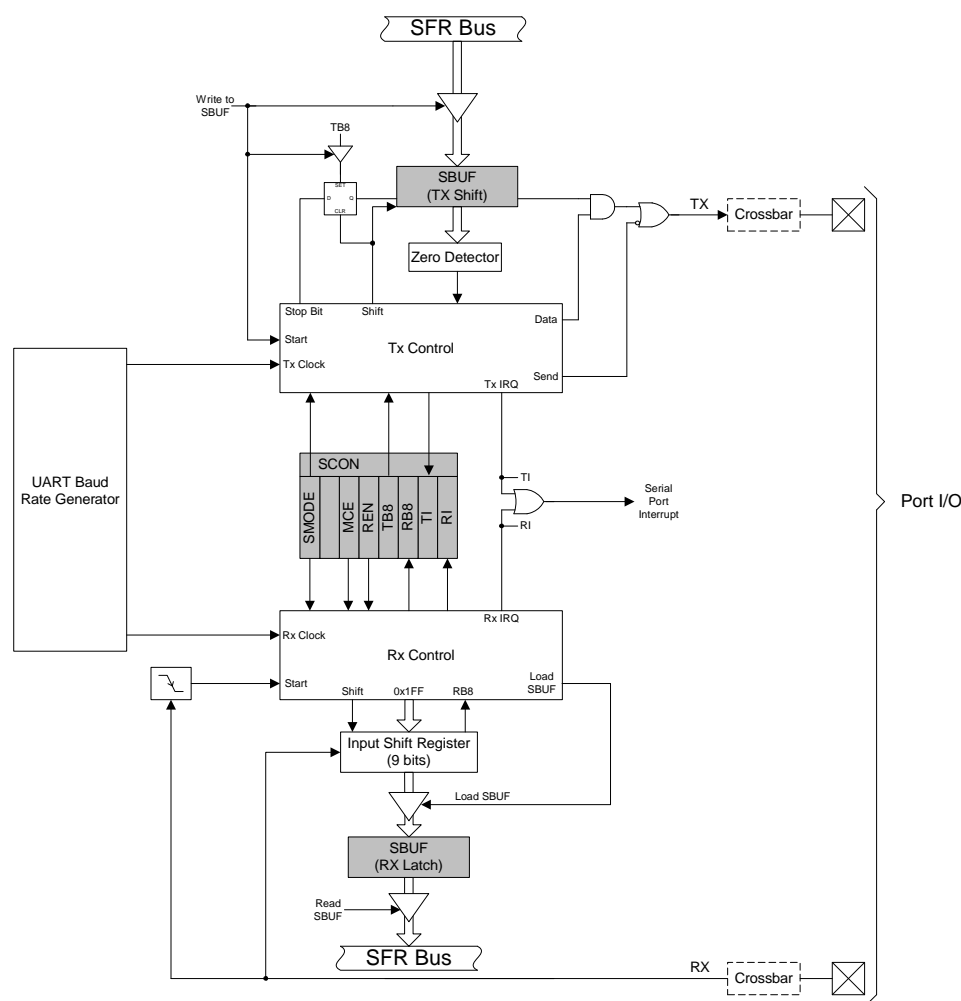 SFR Bus
Write to
SBUF
TB8
SET
D
Q
CLR
SBUF
(TX Shift)
TX
Crossbar
Zero Detector
Stop Bit
Shift
Data
Start
Tx Control
Tx Clock
Send
Tx IRQ
UART Baud
Rate Generator
SCON
SMODE
MCE
REN
TB8
RB8
TI
RI
TI
Serial
Port
Interrupt
RI
Port I/O
Rx IRQ
Rx Clock
Rx Control
Start
Load
SBUF
Shift
0x1FF
RB8
Input Shift Register
(9 bits)
Load SBUF
SBUF
(RX Latch)
Read
SBUF
SFR Bus
RX
Crossbar